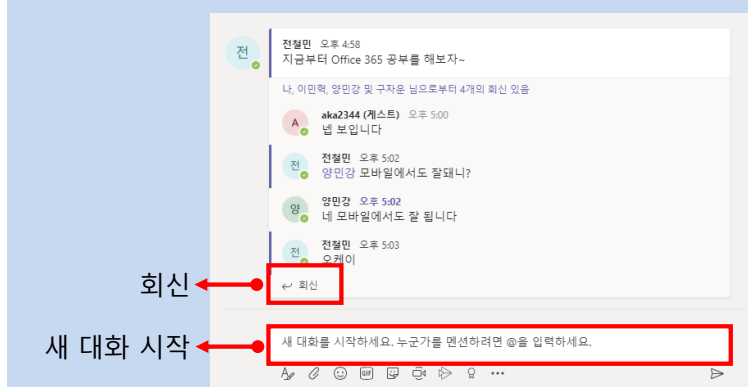 전
전철민 오후 4:58
지금부터 Office 365 공부를 해보자~
나, 이민혁, 양민강 및 구자운 님으로부터 4개의 회신 있음
A
aka2344 (게스트) 오후 5:00
넵 보입니다
전
전철민 오후 5:02
양민강 모바일에서도 잘돼니?
양
양민강 오후 5:02
네 모바일에서도 잘 됩니다
전
전철민 오후 5:03
오케이
회신
회신
새 대화 시작
새 대화를 시작하세요. 누군가를 멘션하려면 @을 입력하세요.
GIF